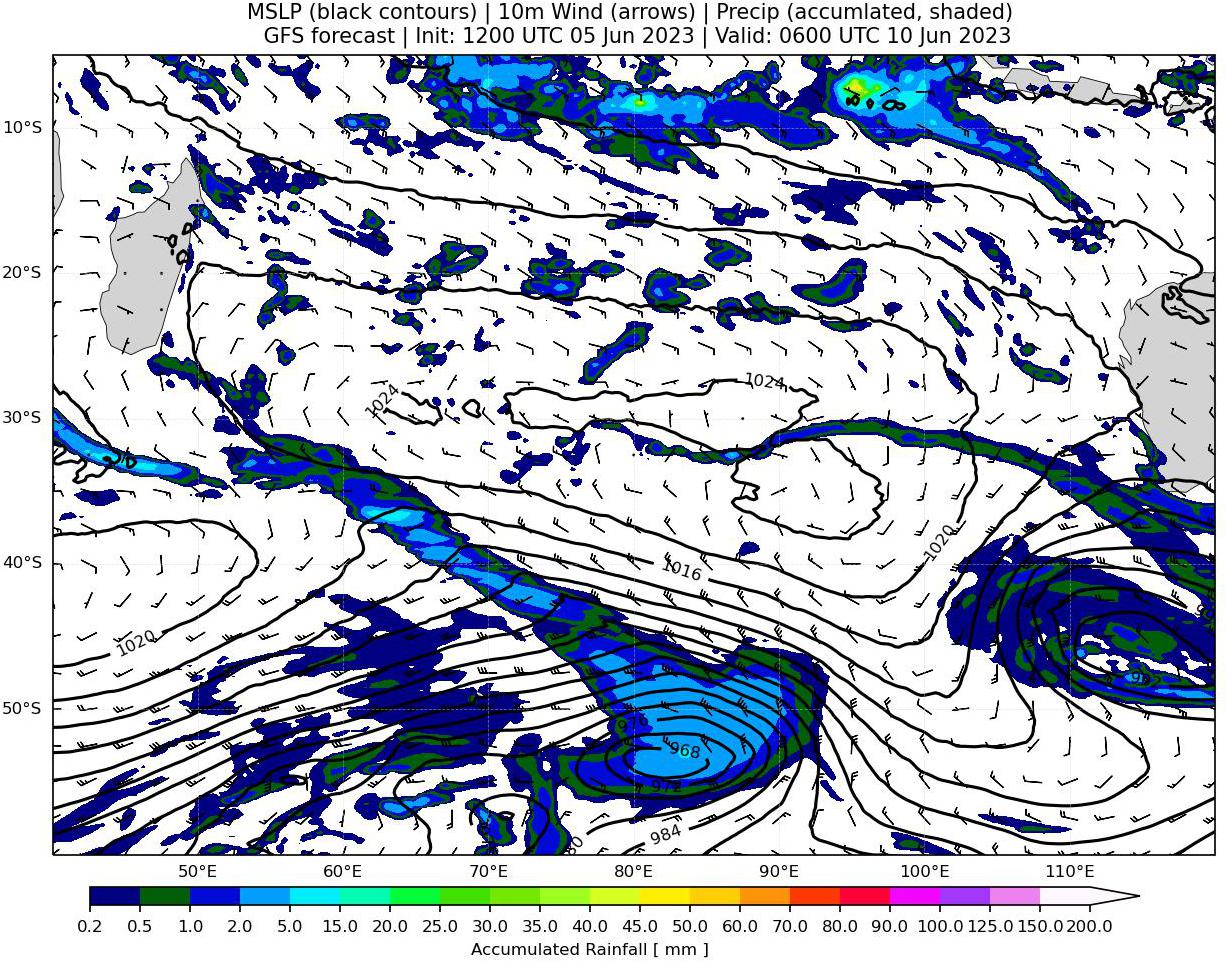 MSLP (black contours) | 10m Wind (arrows) | Precip (accumlated, shaded)
GFS forecast | Init: 1200 UTC 05 Jun 2023 | Valid: 0600 UTC 10 Jun 2023
10°S
20°S
1024
1024
30°S
1020
1016
40°S
1020
992
50°S
976
968
972
984
50°E 60°E 70°E 80°E 90°E 100°E 110°E
0.2 0.5 1.0 2.0 5.0 10.0 15.0 20.0 25.0 30.0 35.0 40.0 45.0 50.0 60.0 70.0 80.0 90.0 100.0 125.0 150.0 200.0
Accumulated Rainfall [ mm ]